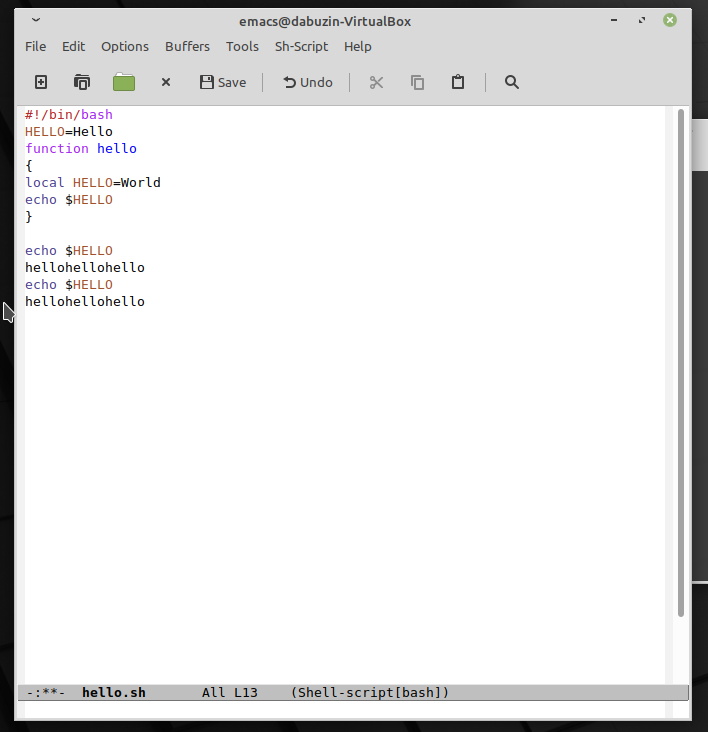 emacs@dabuzin-VirtualBox
File Edit Options Buffers Tools Sh-Script Help
Save Undo
#!/bin/bash
HELLO=Hello
function hello
{
local HELLO=World
echo $HELLO
}
echo $HELLO
hellohellohello
echo $HELLO
hellohellohello
-:**- hello.sh All L13 (Shell-script[bash])